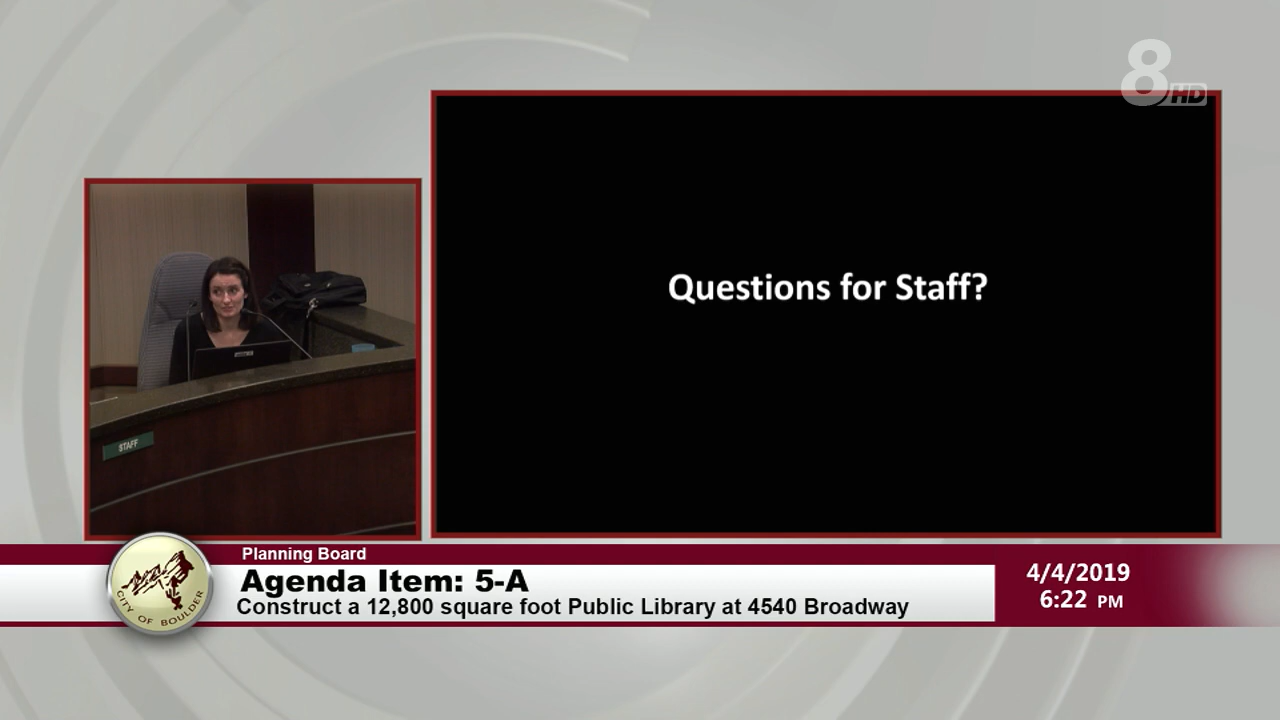 8HD
Questions for Staff?
STAFF
Planning Board
Agenda Item: 5-A
Construct a 12,800 square foot Public Library at 4540 Broadway
CITY OF BOULDER
4/4/2019
6:22 PM